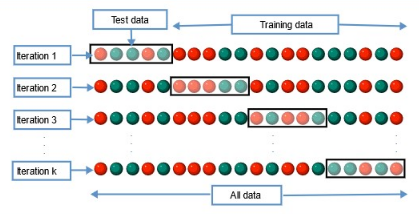 Test data
Training data
Iteration 1
Iteration 2
Iteration 3
Iteration k
All data